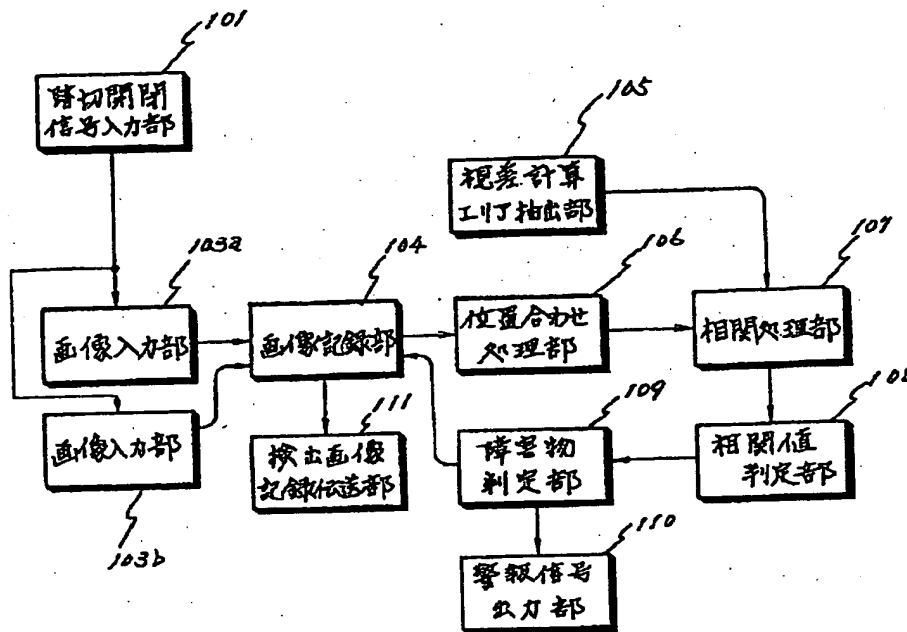 101
踏切開閉
信号入力部
105
視差計算
エリア抽出部
103a
画像入力部
104
画像記録部
106
位置合わせ
処理部
107
相関処理部
画像入力部
103b
111
検出画像
記録伝送部
109
障害物
判定部
108
相関値
判定部
110
警報信号
出力部